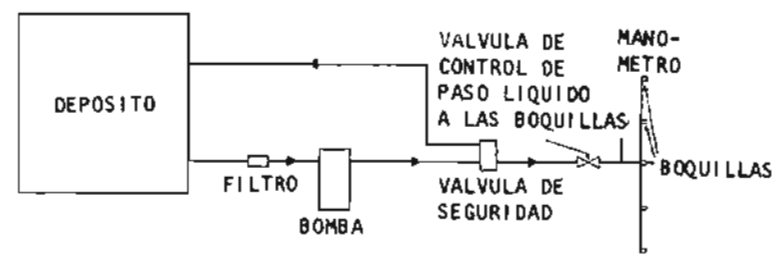 DEPOSITO
FILTRO
BOMBA
VALVULA DE
CONTROL DE
PASO LIQUIDO
A LAS BOQUILLAS
VALVULA DE
SEGURIDAD
MANO-
METRO
BOQUILLAS